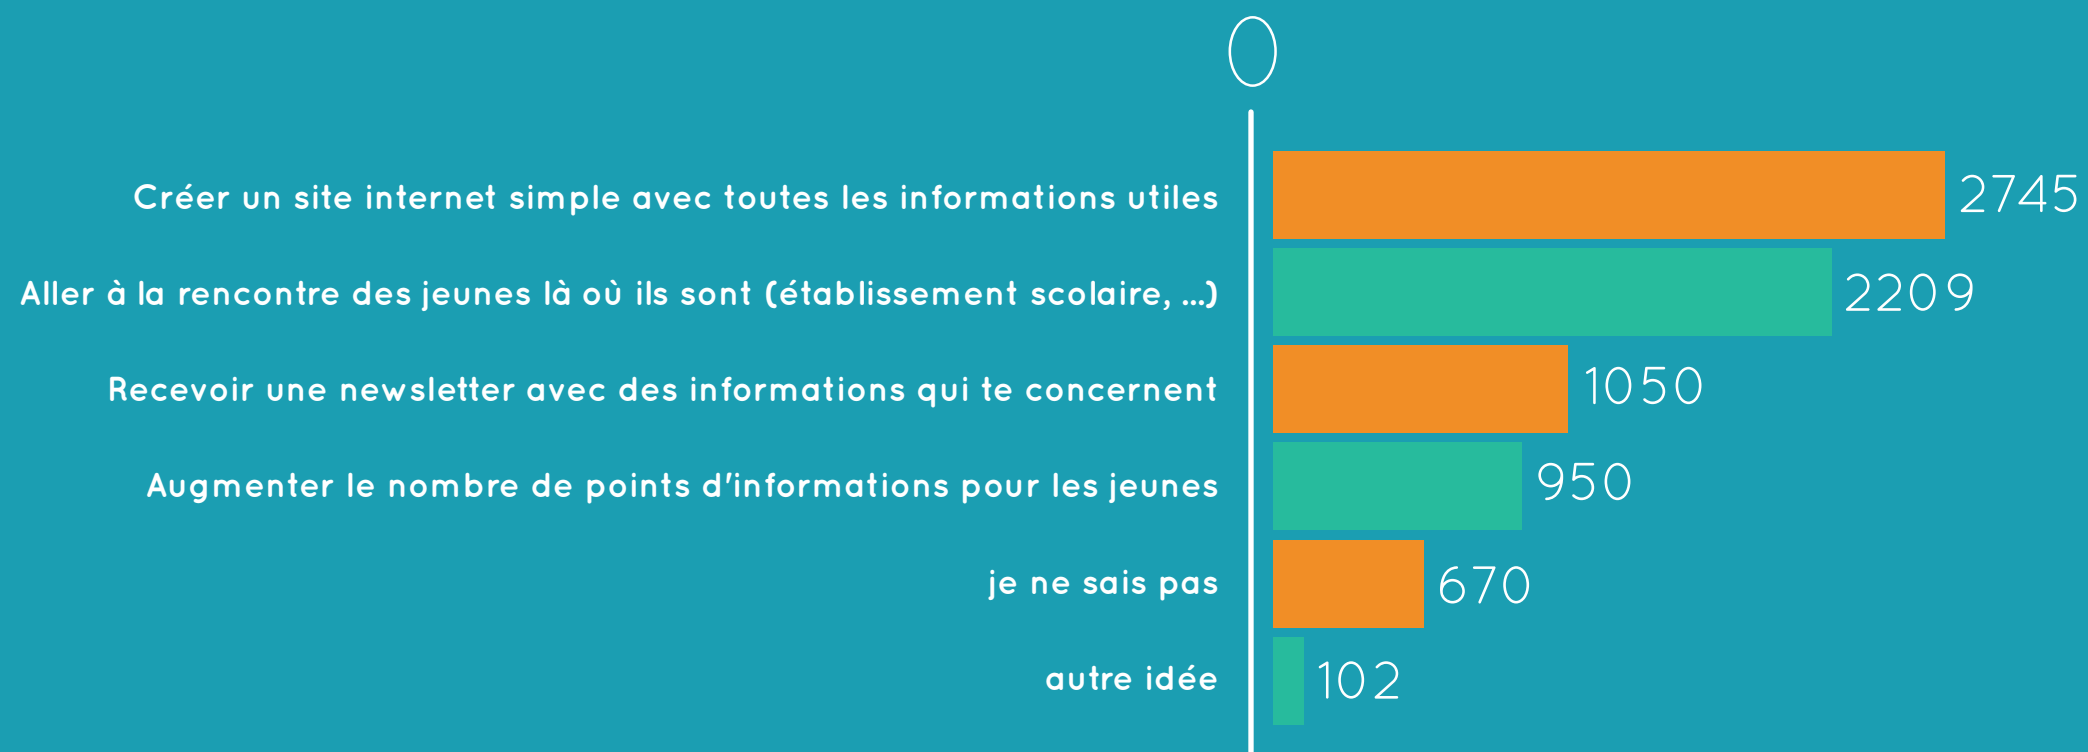 0
Créer un site internet simple avec toutes les informations utiles 2745
Aller à la rencontre des jeunes là où ils sont (établissement scolaire, ...) 2209
Recevoir une newsletter avec des informations qui te concernent 1050
Augmenter le nombre de points d'informations pour les jeunes 950
je ne sais pas 670
autre idée 102